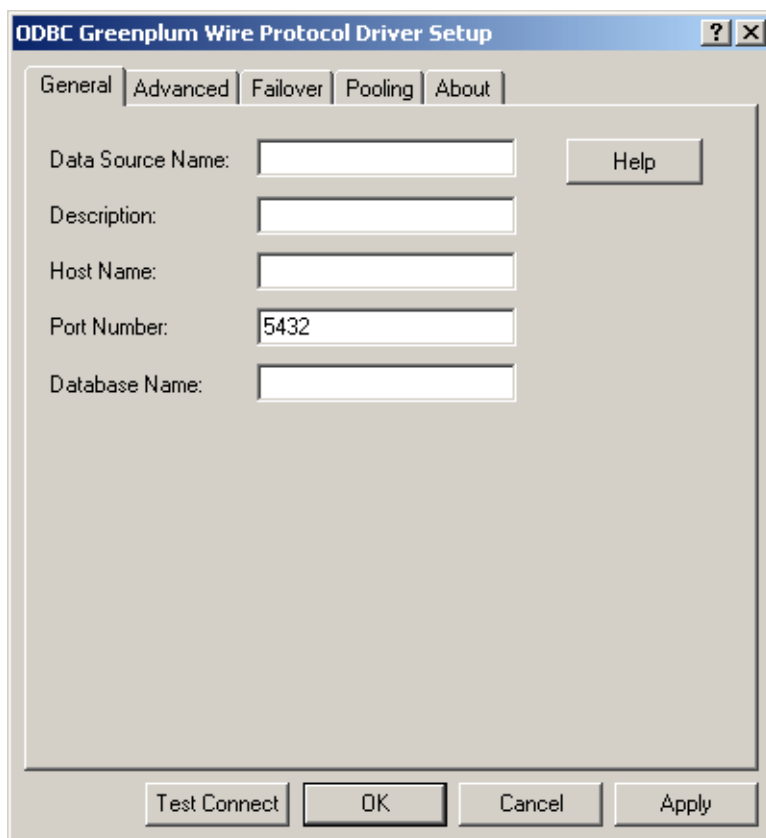 ODBC Greenplum Wire Protocol Driver Setup ? X
General Advanced Failover Pooling About
Data Source Name: Help
Description:
Host Name:
Port Number: 5432
Database Name:
Test Connect OK Cancel Apply